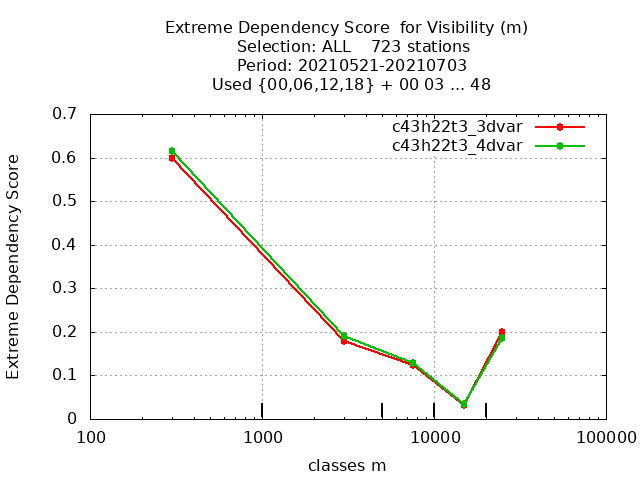 Extreme Dependency Score  for Visibility (m)
Selection: ALL    723 stations
Period: 20210521-20210703
Used {00,06,12,18} + 00 03 ... 48
c43h22t3_3dvar
c43h22t3_4dvar
Extreme Dependency Score
0.7
0.6
0.5
0.4
0.3
0.2
0.1
0
100
1000
10000
100000
classes m